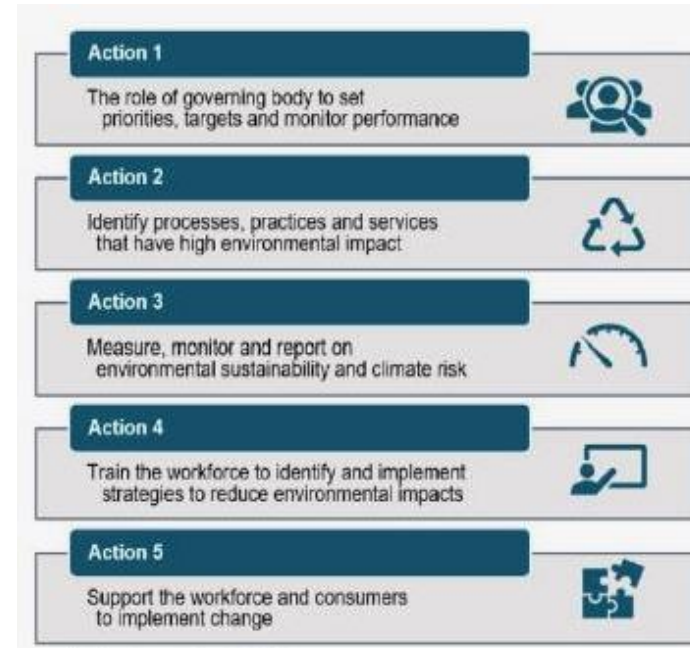 Action 1
The role of governing body to set
priorities, targets and monitor performance
Action 2
Identify processes, practices and services
that have high environmental impact
Action 3
Measure, monitor and report on
environmental sustainability and climate risk
Action 4
Train the workforce to identify and implement
strategies to reduce environmental impacts
Action 5
Support the workforce and consumers
to implement change